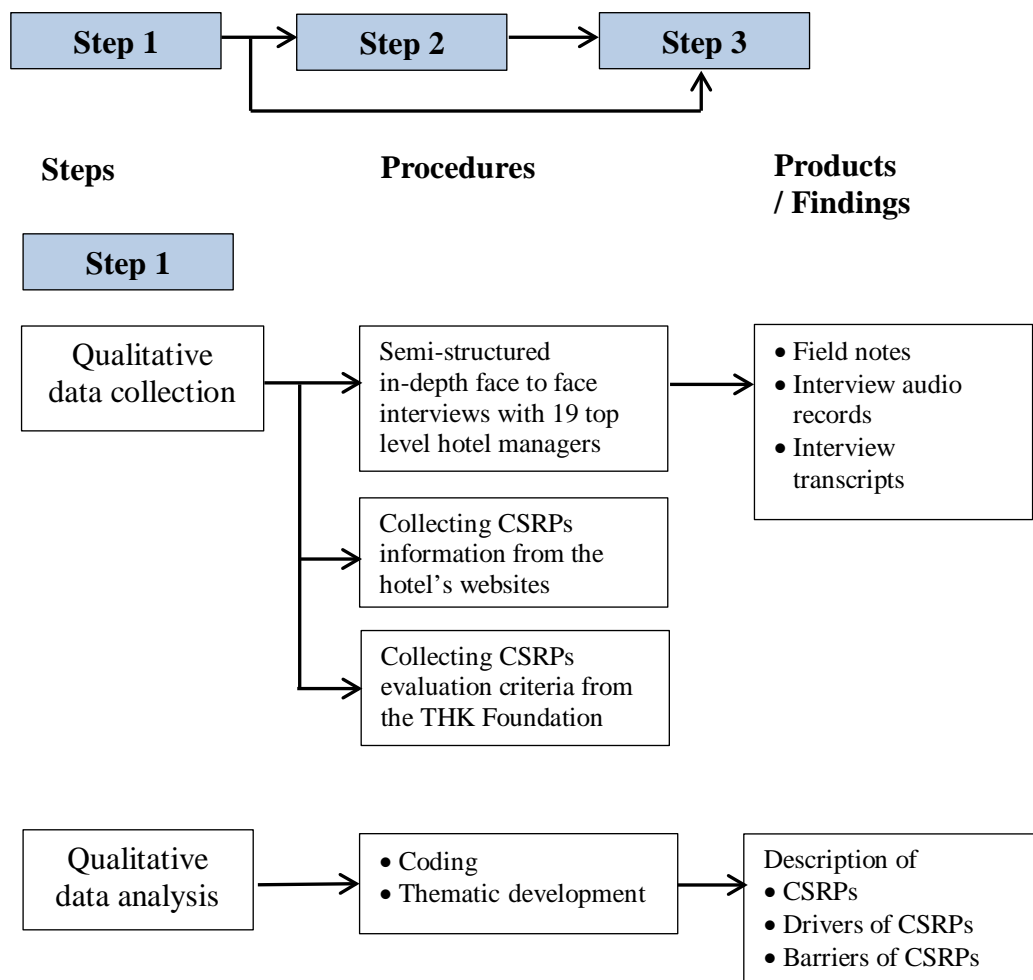 Step 1
Step 2
Step 3
Steps
Procedures
Products
/ Findings
Step 1
Qualitative
data collection
Semi-structured
in-depth face to face
interviews with 19 top
level hotel managers
• Field notes
• Interview audio
records
• Interview
transcripts
Collecting CSRPs
information from the
hotel's websites
Collecting CSRPs
evaluation criteria from
the THK Foundation
Qualitative
data analysis
• Coding
• Thematic development
Description of
• CSRPs
• Drivers of CSRPs
• Barriers of CSRPs